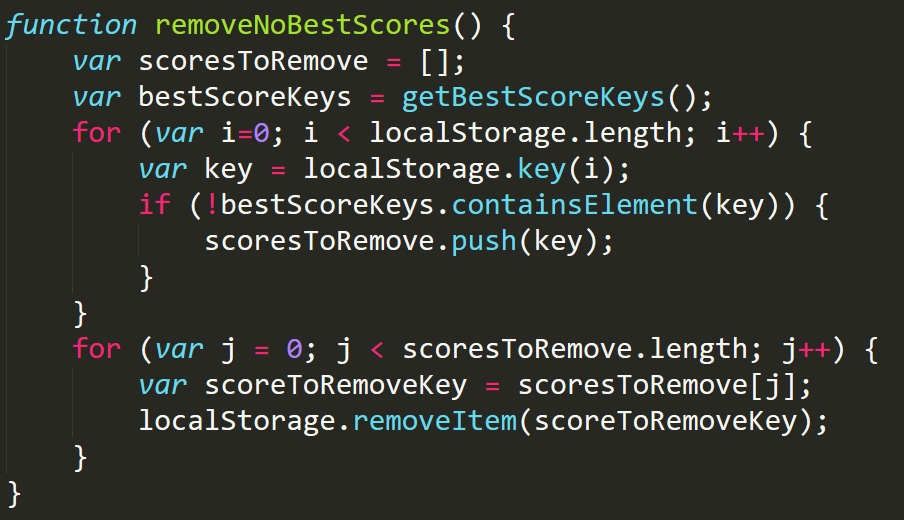 function removeNoBestScores() {
    var scoresToRemove = [];
    var bestScoreKeys = getBestScoreKeys();
    for (var i=0; i < localStorage.length; i++) {
        var key = localStorage.key(i);
        if (!bestScoreKeys.containsElement(key)) {
            scoresToRemove.push(key);
        }
    }
    for (var j = 0; j < scoresToRemove.length; j++) {
        var scoreToRemoveKey = scoresToRemove[j];
        localStorage.removeItem(scoreToRemoveKey);
    }
}